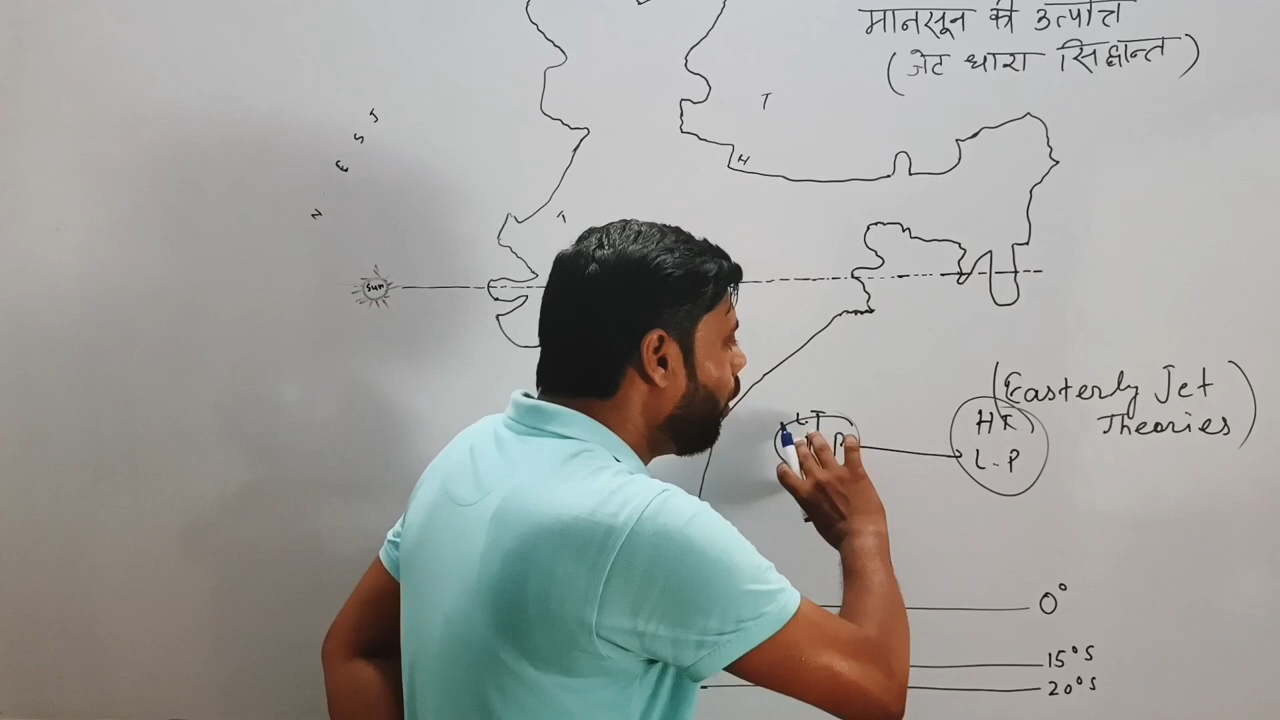 मानसून की उत्पत्ति
(जेट धारा सिद्धान्त)
T
J
S
E
H
N
T
Sun
(Easterly Jet
Theories)
L T
P
H T
L-P
0°
15°S
20°S